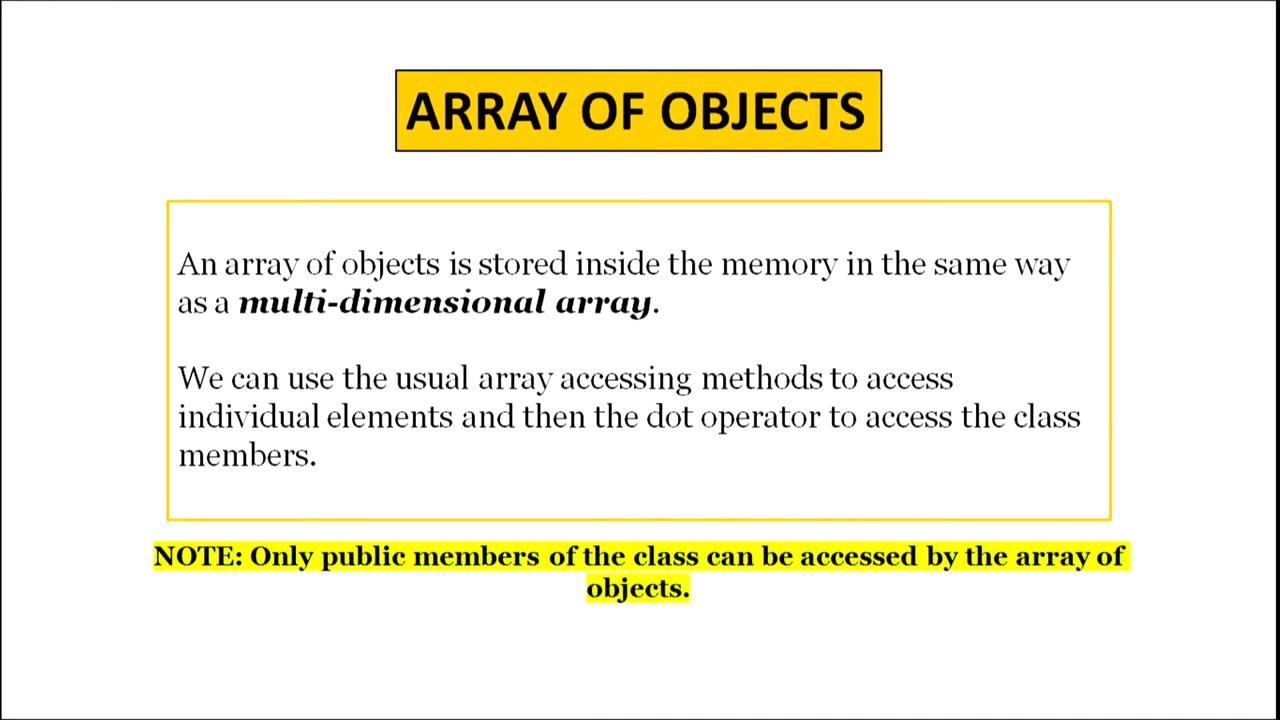 ARRAY OF OBJECTS
An array of objects is stored inside the memory in the same way
as a multi-dimensional array.
We can use the usual array accessing methods to access
individual elements and then the dot operator to access the class
members.
NOTE: Only public members of the class can be accessed by the array of
objects.